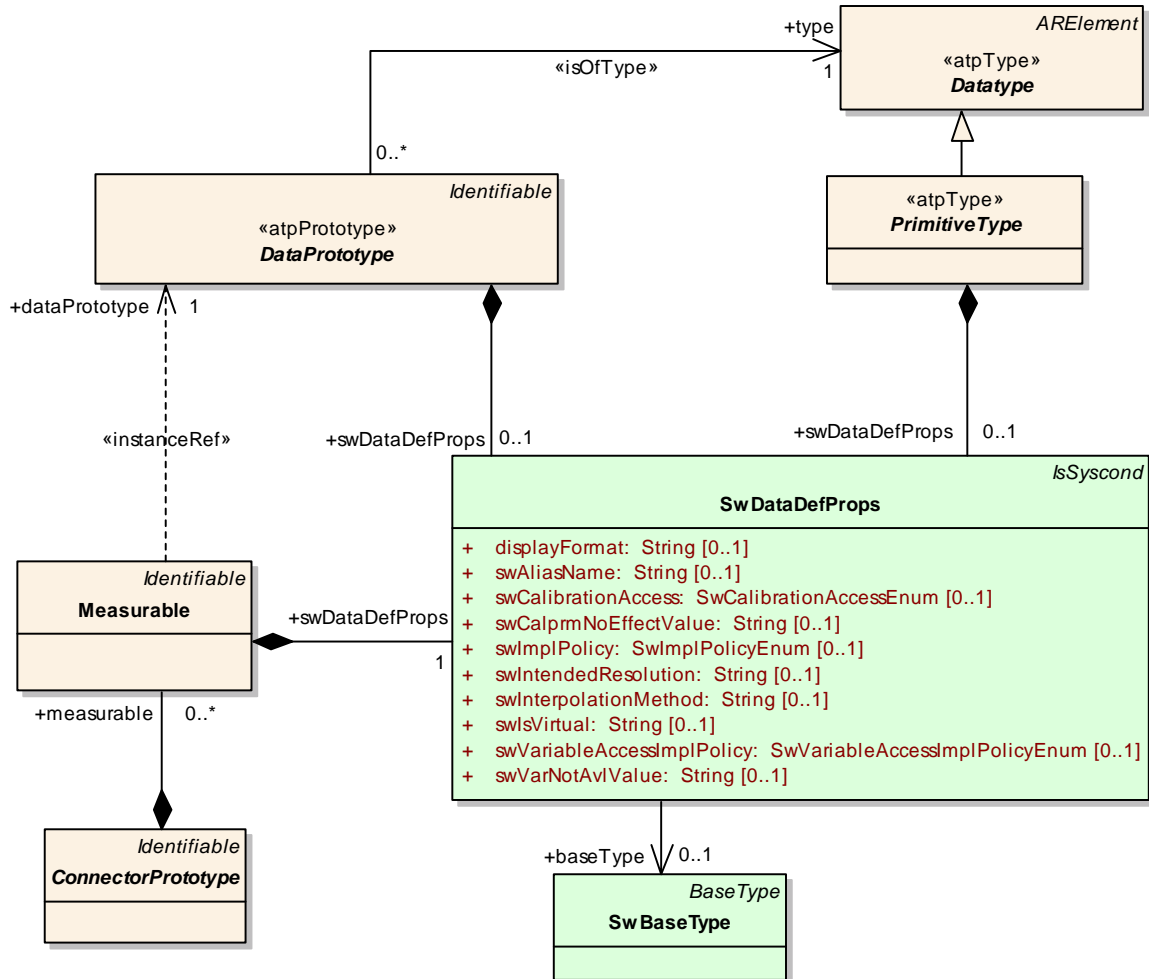 +type
ARElement
«isOfType»
1
«atpType»
Datatype
0..*
Identifiable
«atpPrototype»
DataPrototype
«atpType»
PrimitiveType
+dataPrototype
1
«instanceRef»
+swDataDefProps
0..1
+swDataDefProps
0..1
IsSyscond
SwDataDefProps
+ displayFormat: String [0..1]
+ swAliasName: String [0..1]
+ swCalibrationAccess: SwCalibrationAccessEnum [0..1]
+ swCalprmNoEffectValue: String [0..1]
+ swImplPolicy: SwImplPolicyEnum [0..1]
+ swIntendedResolution: String [0..1]
+ swInterpolationMethod: String [0..1]
+ swIsVirtual: String [0..1]
+ swVariableAccessImplPolicy: SwVariableAccessImplPolicyEnum [0..1]
+ swVarNotAvlValue: String [0..1]
Identifiable
Measurable
+swDataDefProps
1
+measurable
0..*
Identifiable
ConnectorPrototype
+baseType
0..1
BaseType
SwBaseType